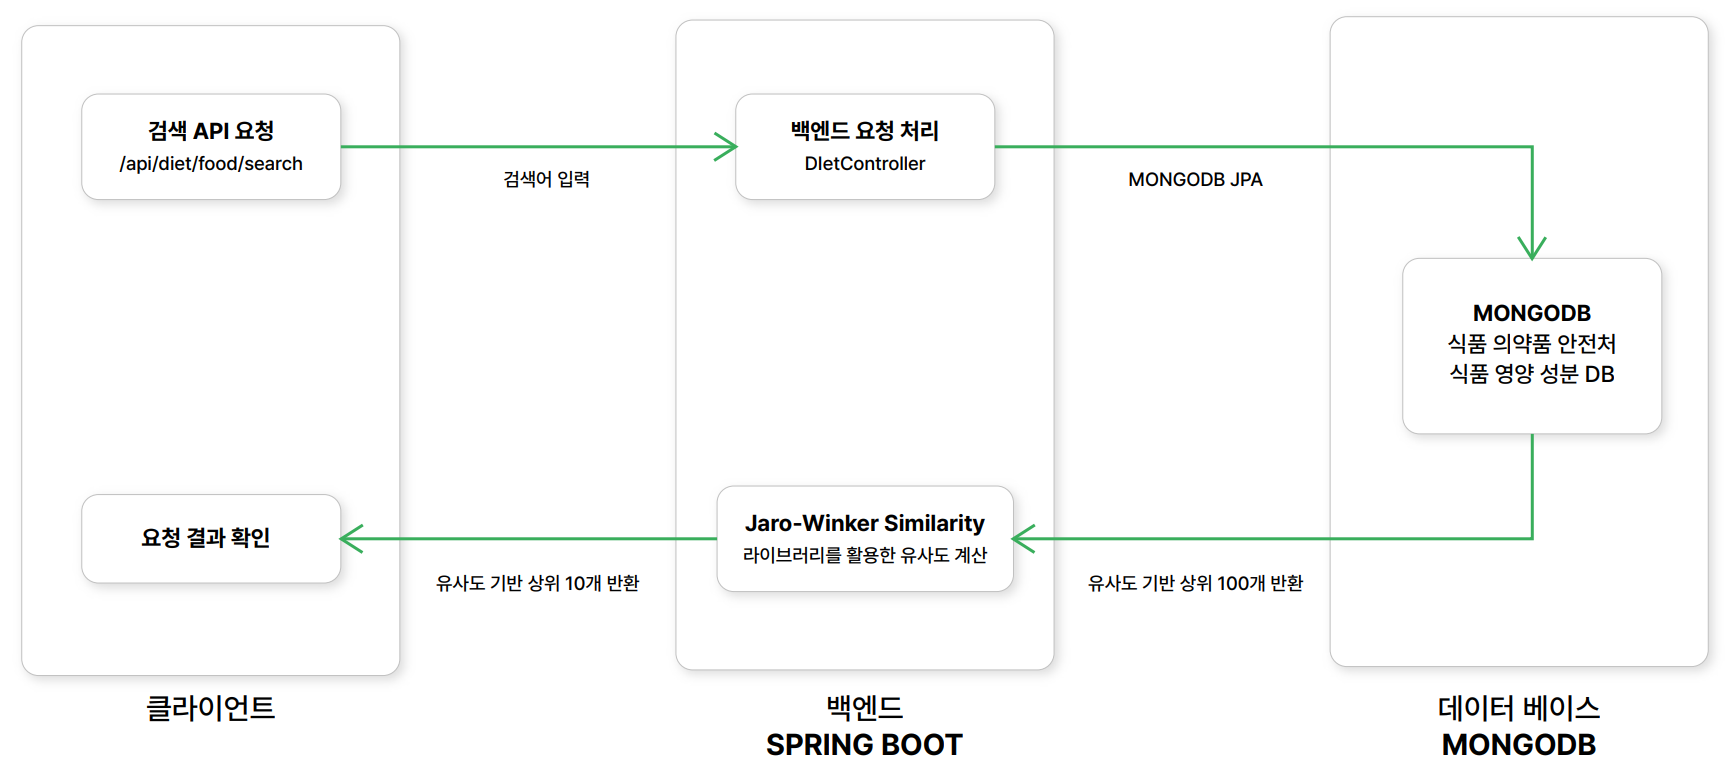 검색 API 요청
/api/diet/food/search
검색어 입력
백엔드 요청 처리
DIetController
MONGODB JPA
MONGODB
식품 의약품 안전처
식품 영양 성분 DB
유사도 기반 상위 100개 반환
Jaro-Winker Similarity
라이브러리를 활용한 유사도 계산
유사도 기반 상위 10개 반환
요청 결과 확인
클라이언트
백엔드
SPRING BOOT
데이터 베이스
MONGODB